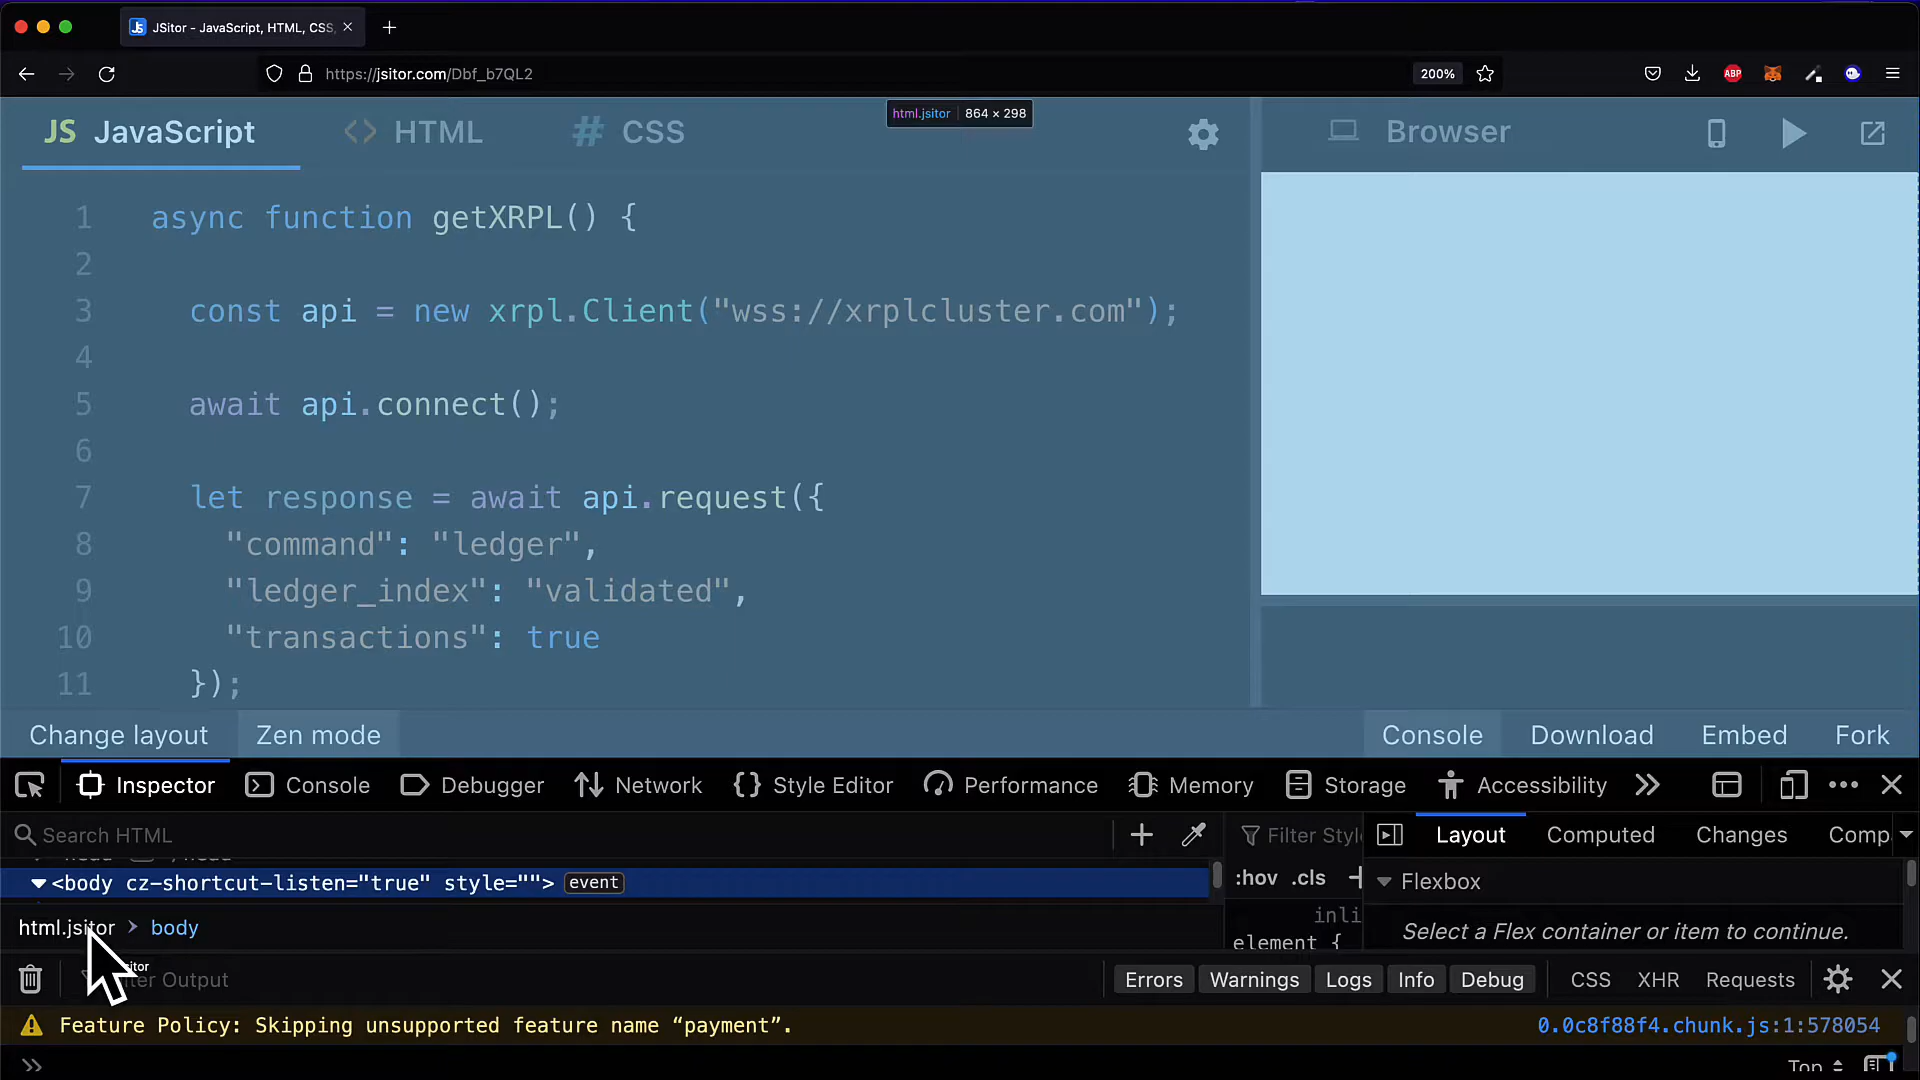 JSitor - JavaScript, HTML, CSS,
https://jsitor.com/Dbf_b7QL2
200%
ABP
JS JavaScript
<> HTML
# CSS
html.jsitor 864 × 298
Browser
1 async function getXRPL() {
2
3 const api = new xrpl.Client("wss://xrplcluster.com");
4
5 await api.connect();
6
7 let response = await api.request({
8 "command": "ledger",
9 "ledger_index": "validated",
10 "transactions": true
11 });
Change layout
Zen mode
Console
Download
Embed
Fork
Inspector
Console
Debugger
Network
Style Editor
Performance
Memory
Storage
Accessibility
Search HTML
Filter Style
Layout
Computed
Changes
Comp
<body cz-shortcut-listen="true" style=""> event
:hov .cls
Flexbox
html.jsitor > body
inli
element {
Select a Flex container or item to continue.
Output
Errors
Warnings
Logs
Info
Debug
CSS
XHR
Requests
Feature Policy: Skipping unsupported feature name “payment”.
0.0c8f88f4.chunk.js:1:578054
Top